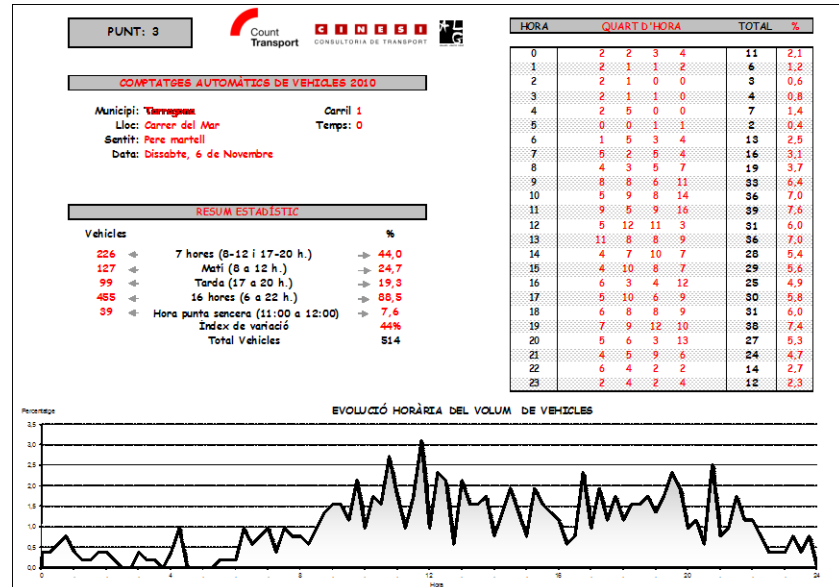 PUNT: 3
Count
Transport
CINESI
CONSULTORIA DE TRANSPORT
COMPTATGES AUTOMÀTICS DE VEHICLES 2010
Municipi:
Carril 1
Lloc: Carrer del Mar
Temps: 0
Sentit: Pere martell
Data: Dissabte, 6 de Novembre
RESUM ESTADÍSTIC
Vehicles %
226 7 hores (8-12 i 17-20 h.) 44,0
127 Matí (8 a 12 h.) 24,7
99 Tarda (17 a 20 h.) 19,3
455 16 hores (6 a 22 h.) 88,5
39 Hora punta sencera (11:00 a 12:00) 7,6
Índex de variació 44%
Total Vehicles 514
HORA QUART D'HORA TOTAL %
0 2 2 3 4 11 2,1
1 2 1 1 2 6 1,2
2 2 1 0 0 3 0,6
3 2 1 1 0 4 0,8
4 2 5 0 0 7 1,4
5 0 0 1 1 2 0,4
6 1 5 3 4 13 2,5
7 5 2 5 4 16 3,1
8 4 3 5 7 19 3,7
9 8 8 6 11 33 6,4
10 5 9 8 14 36 7,0
11 9 5 9 16 39 7,6
12 5 12 11 3 31 6,0
13 11 8 8 9 36 7,0
14 4 7 10 7 28 5,4
15 4 10 8 7 29 5,6
16 6 3 4 12 25 4,9
17 5 10 6 9 30 5,8
18 6 8 8 9 31 6,0
19 7 9 12 10 38 7,4
20 5 6 3 13 27 5,3
21 4 5 9 6 24 4,7
22 6 4 2 2 14 2,7
23 2 4 2 4 12 2,3
EVOLUCIÓ HORÀRIA DEL VOLUM DE VEHICLES
Percentatge
3,5
3,0
2,5
2,0
1,5
1,0
0,5
0,0
0 4 8 12 16 20 24
Hora